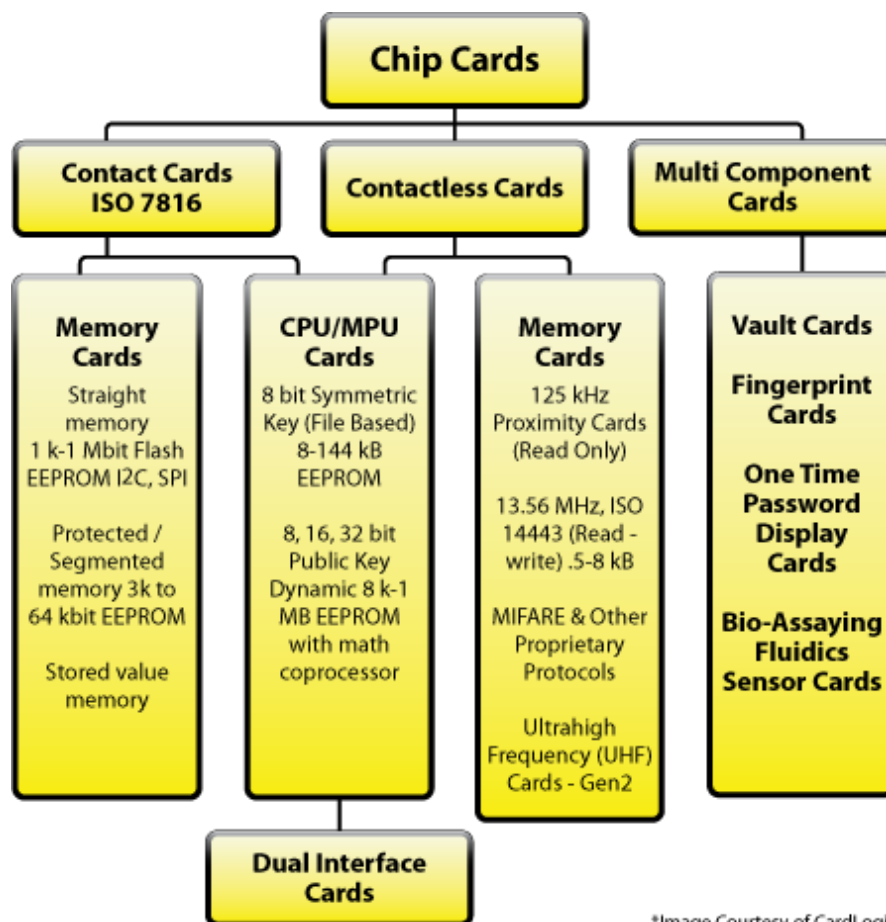 Chip Cards
Contact Cards
ISO 7816
Contactless Cards
Multi Component
Cards
Memory
Cards
Straight
memory
1 k-1 Mbit Flash
EEPROM I2C, SPI
Protected /
Segmented
memory 3k to
64 kbit EEPROM
Stored value
memory
CPU/MPU
Cards
8 bit Symmetric
Key (File Based)
8-144 kB
EEPROM
8, 16, 32 bit
Public Key
Dynamic 8 k-1
MB EEPROM
with math
coprocessor
Memory
Cards
125 kHz
Proximity Cards
(Read Only)
13.56 MHz, ISO
14443 (Read -
write) .5-8 kB
MIFARE & Other
Proprietary
Protocols
Ultrahigh
Frequency (UHF)
Cards - Gen2
Vault Cards
Fingerprint
Cards
One Time
Password
Display
Cards
Bio-Assaying
Fluidics
Sensor Cards
Dual Interface
Cards
*Image Courtesy of